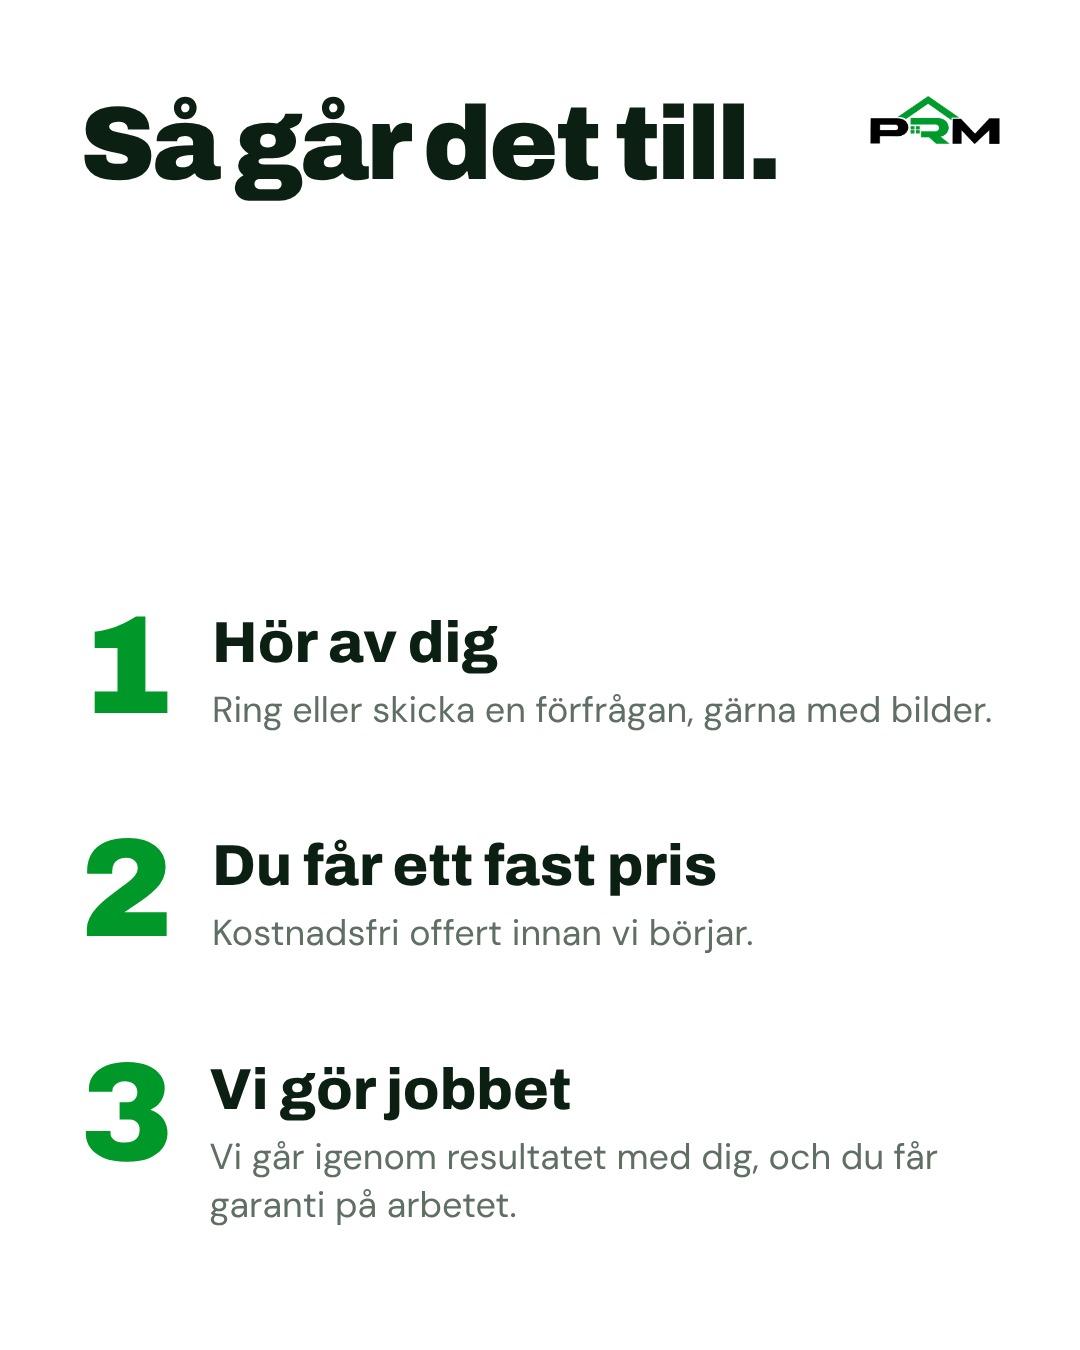 Så går det till.
PRM
1
Hör av dig
Ring eller skicka en förfrågan, gärna med bilder.
2
Du får ett fast pris
Kostnadsfri offert innan vi börjar.
3
Vi gör jobbet
Vi går igenom resultatet med dig, och du får
garanti på arbetet.